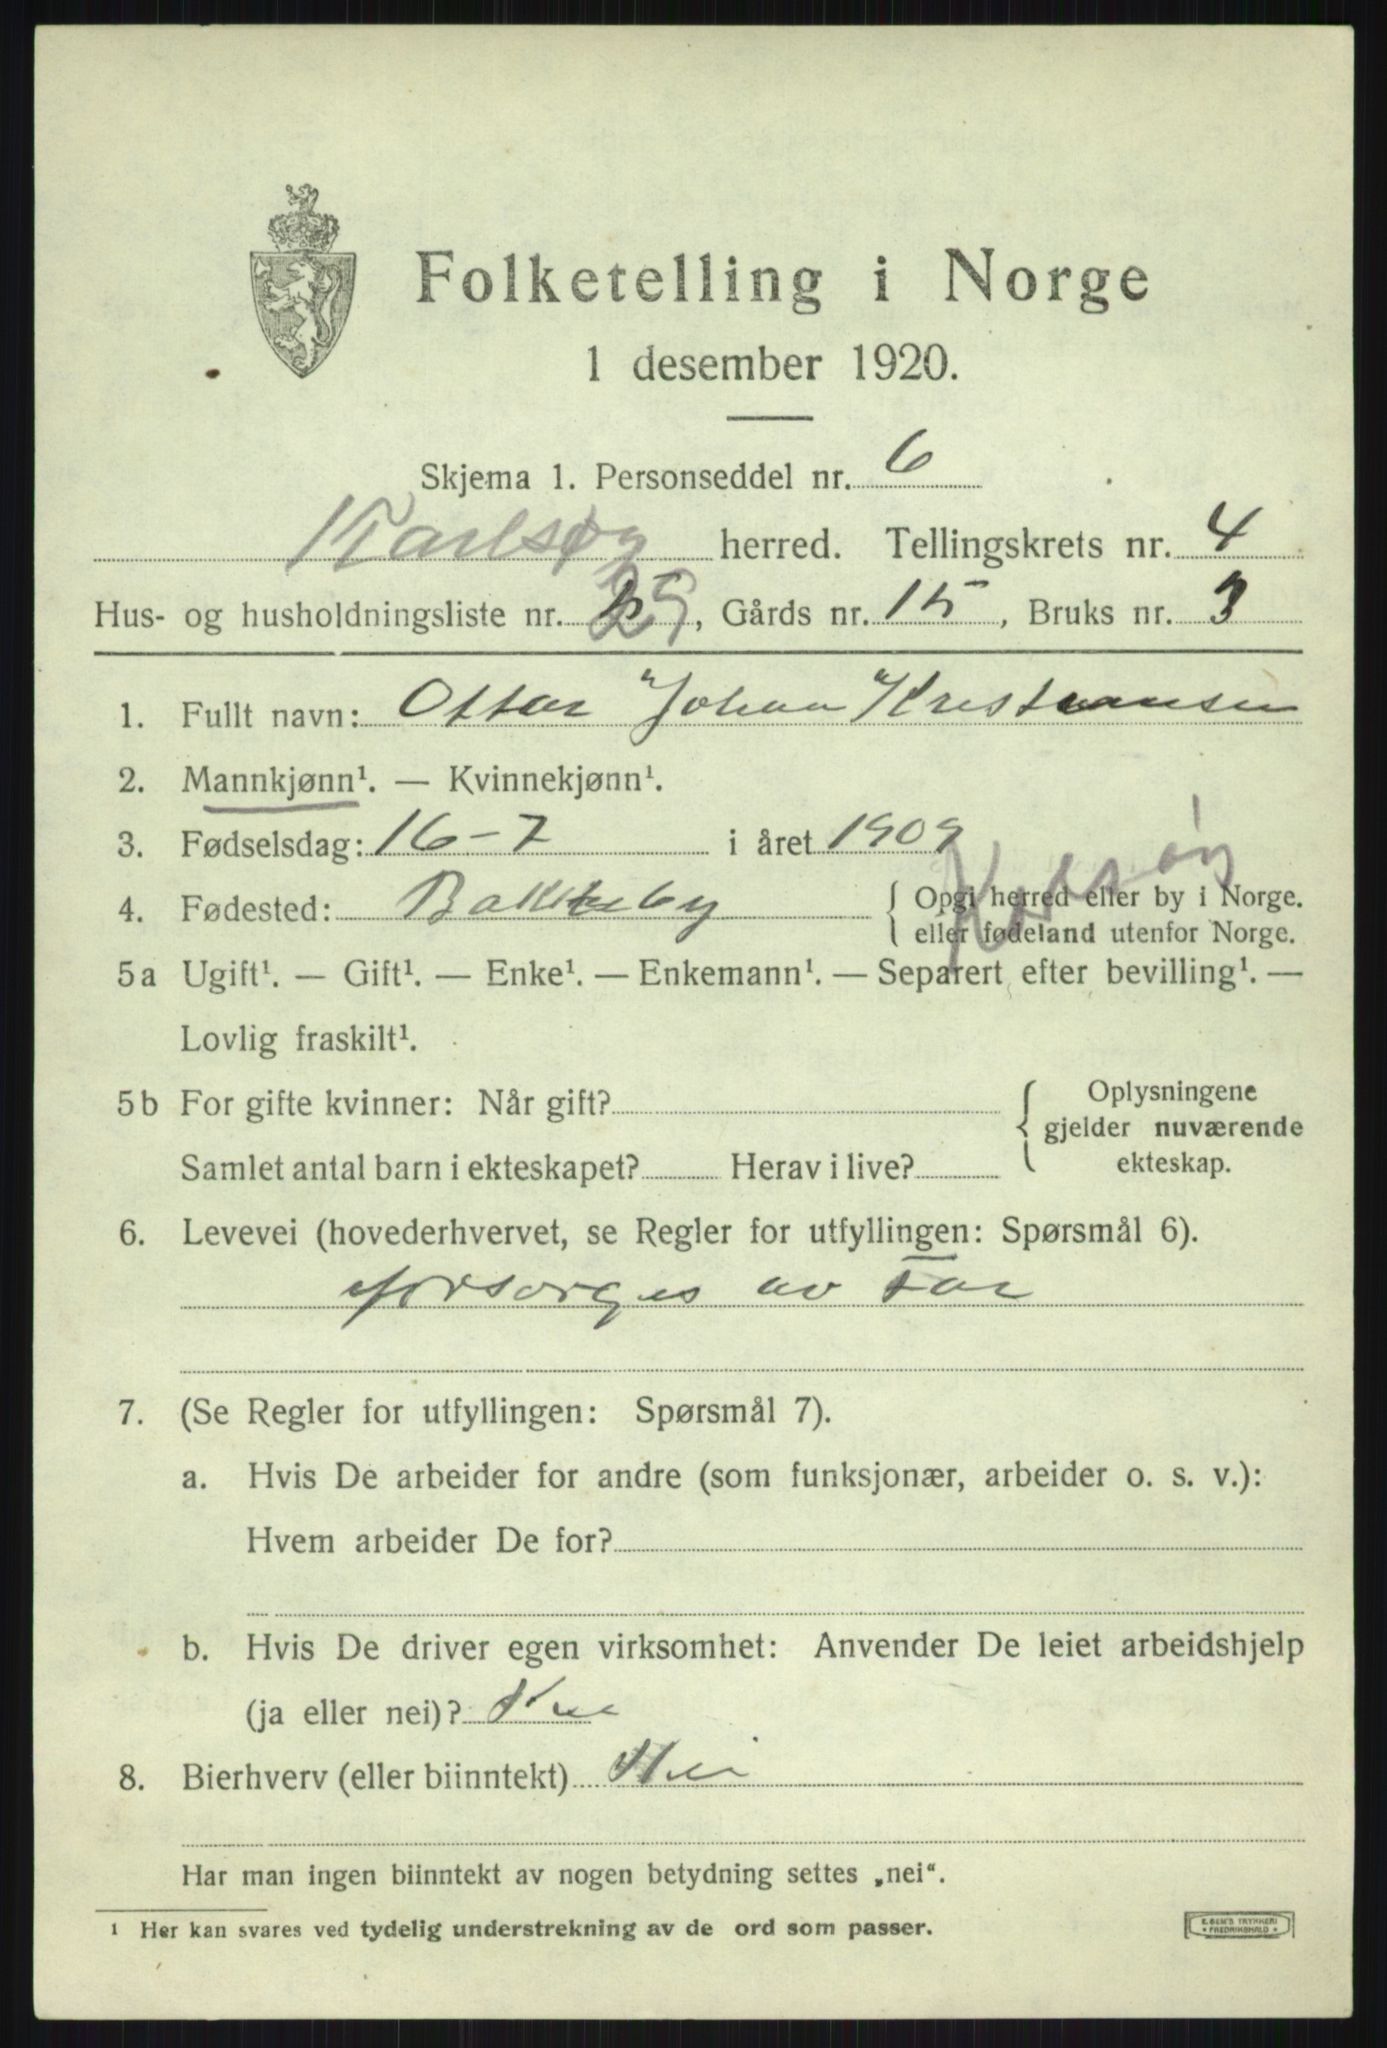 Folketelling i Norge
1 desember 1920.
Skjema 1. Personseddel nr. 6
Karlsøy herred. Tellingskrets nr. 4
Hus- og husholdningsliste nr. 29, Gårds nr. 15, Bruks nr. 3
1. Fullt navn: Ottar Johan Kristiansen
2. Mannkjønn¹. — Kvinnekjønn¹.
3. Fødselsdag: 16-7 i året 1909
4. Fødested: Bakkeby { Opgi herred eller by i Norge.
eller fødeland utenfor Norge.
Karlsøy
5a Ugift¹. — Gift¹. — Enke¹. — Enkemann¹. — Separert efter bevilling¹. —
Lovlig fraskilt¹.
5b For gifte kvinner: Når gift? { Oplysningene
gjelder nuværende
Samlet antal barn i ekteskapet? Herav i live? ekteskap.
6. Levevei (hovederhvervet, se Regler for utfyllingen: Spørsmål 6).
forsorges av Far
7. (Se Regler for utfyllingen: Spørsmål 7).
a. Hvis De arbeider for andre (som funksjonær, arbeider o. s. v.):
Hvem arbeider De for?
b. Hvis De driver egen virksomhet: Anvender De leiet arbeidshjelp
(ja eller nei)? Nei
8. Bierhverv (eller biinntekt) Nei
Har man ingen biinntekt av nogen betydning settes „nei“.
¹ Her kan svares ved tydelig understrekning av de ord som passer.
E. SEM'S TRYKKERI
FREDRIKSHALD